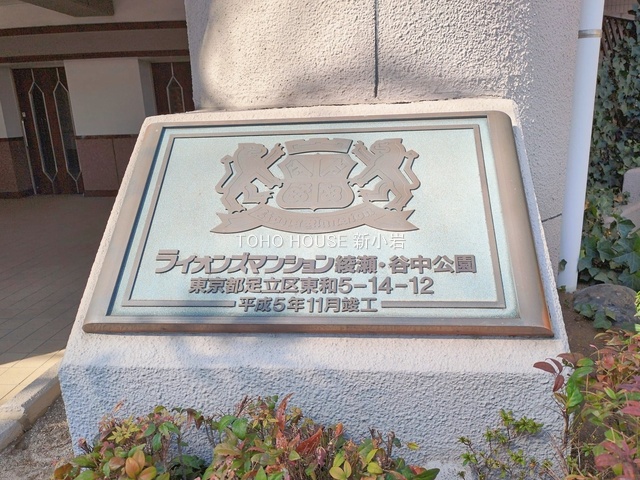 TOHO HOUSE 新小岩
ライオンズマンション綾瀬・谷中公園
東京都足立区東和5-14-12
平成5年11月竣工